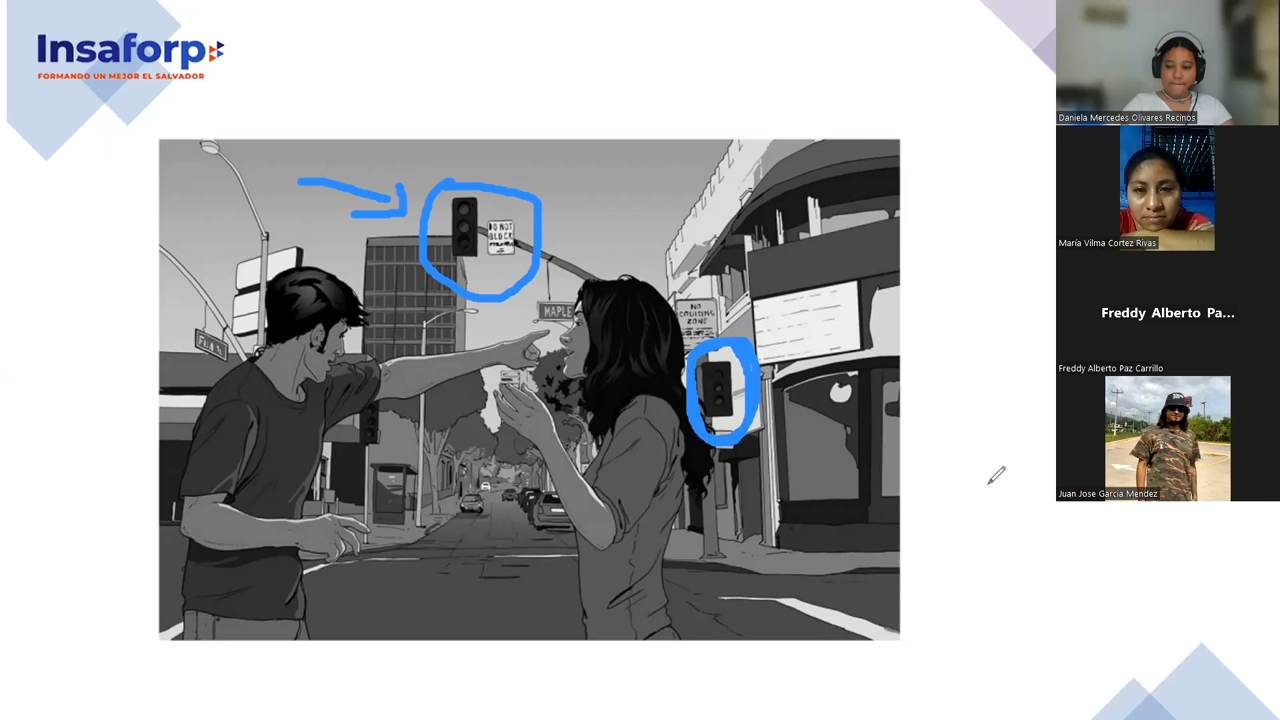 Insaforp
FORMANDO UN MEJOR EL SALVADOR
DO NOT
BLOCK
MAPLE
NO
CRUISING
ZONE
Daniela Mercedes Olivares Recinos
María Vilma Cortez Rivas
Freddy Alberto Pa...
Freddy Alberto Paz Carrillo
Juan Jose Garcia Mendez